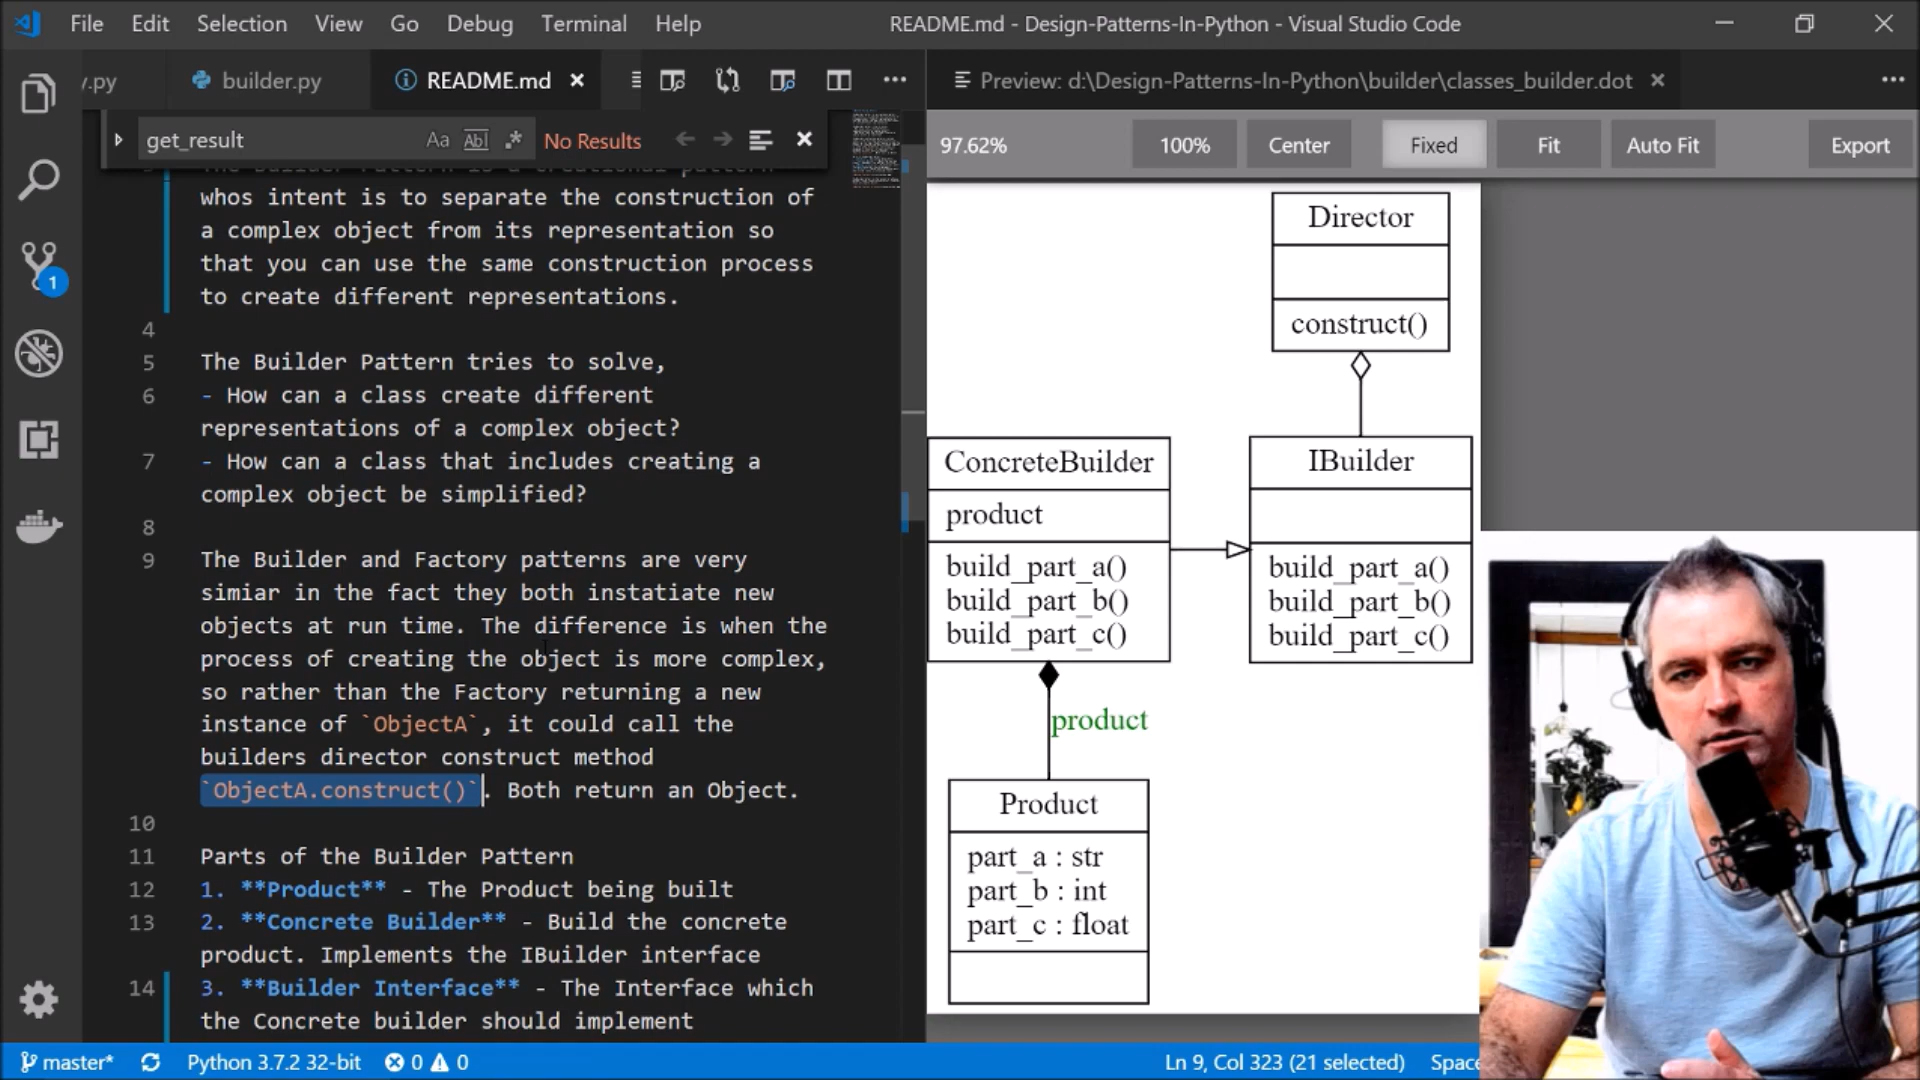 File Edit Selection View Go Debug Terminal Help README.md - Design-Patterns-In-Python - Visual Studio Code
y.py builder.py README.md
Preview: d:\Design-Patterns-In-Python\builder\classes_builder.dot
get_result Aa Abl .* No Results
97.62% 100% Center Fixed Fit Auto Fit Export
The Builder Pattern is a creational pattern
whos intent is to separate the construction of
a complex object from its representation so
that you can use the same construction process
to create different representations.
4
5 The Builder Pattern tries to solve,
6 - How can a class create different
representations of a complex object?
7 - How can a class that includes creating a
complex object be simplified?
8
9 The Builder and Factory patterns are very
simiar in the fact they both instatiate new
objects at run time. The difference is when the
process of creating the object is more complex,
so rather than the Factory returning a new
instance of `ObjectA`, it could call the
builders director construct method
`ObjectA.construct()`. Both return an Object.
10
11 Parts of the Builder Pattern
12 1. **Product** - The Product being built
13 2. **Concrete Builder** - Build the concrete
product. Implements the IBuilder interface
14 3. **Builder Interface** - The Interface which
the Concrete builder should implement
1
Director
construct()
ConcreteBuilder
product
build_part_a()
build_part_b()
build_part_c()
IBuilder
build_part_a()
build_part_b()
build_part_c()
product
Product
part_a : str
part_b : int
part_c : float
master* Python 3.7.2 32-bit 0 0 Ln 9, Col 323 (21 selected) Space